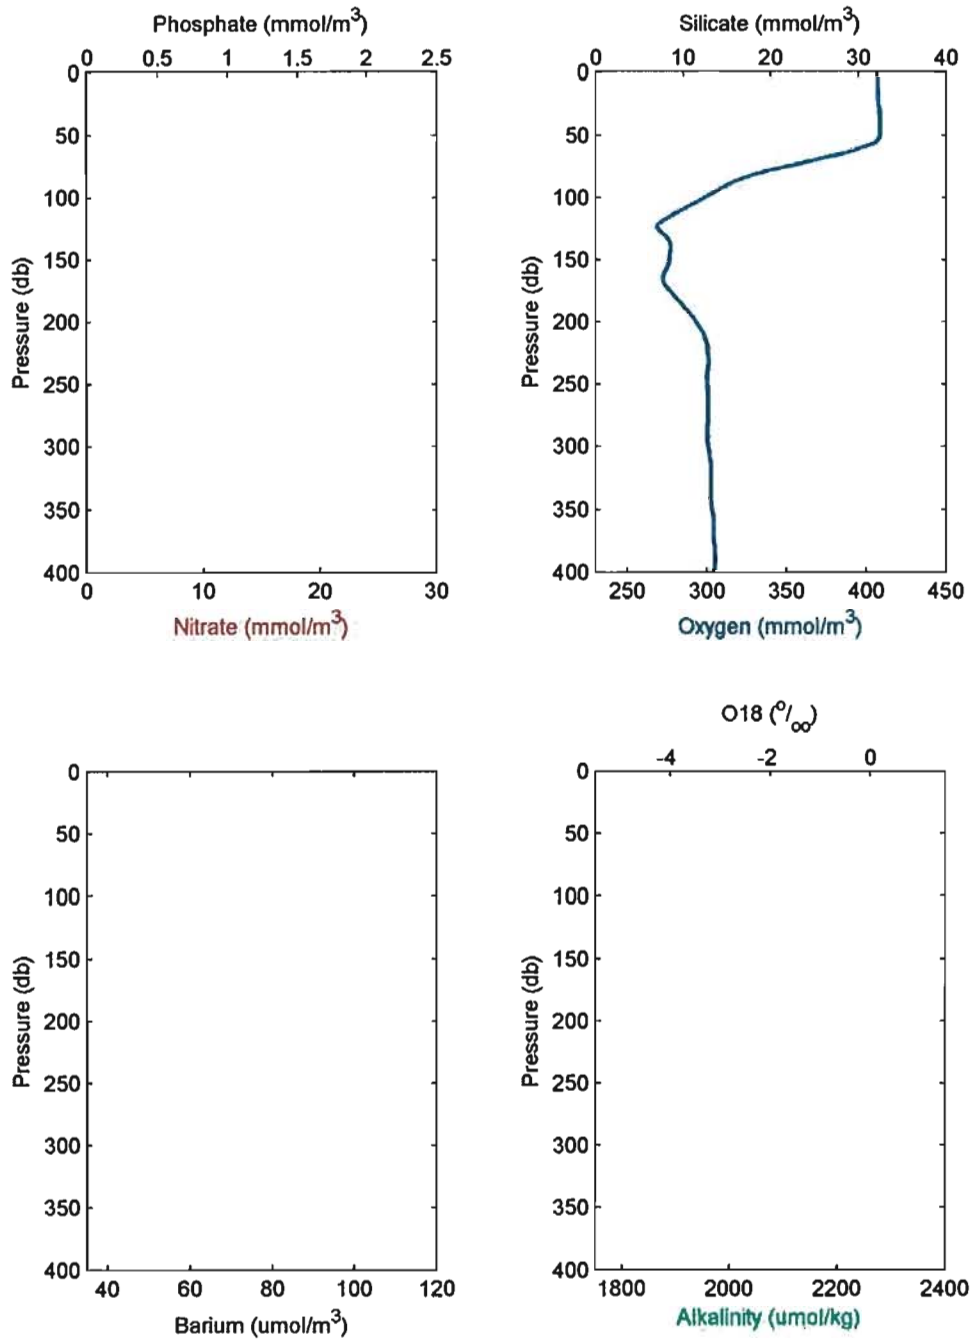 Phosphate (mmol/m³)
0 0.5 1 1.5 2 2.5
0
50
100
150
200
250
300
350
400
Pressure (db)
0 10 20 30
Nitrate (mmol/m³)
Silicate (mmol/m³)
0 10 20 30 40
0
50
100
150
200
250
300
350
400
Pressure (db)
250 300 350 400 450
Oxygen (mmol/m³)
0
50
100
150
200
250
300
350
400
Pressure (db)
40 60 80 100 120
Barium (umol/m³)
O18 (º/oo)
-4 -2 0
0
50
100
150
200
250
300
350
400
Pressure (db)
1800 2000 2200 2400
Alkalinity (umol/kg)